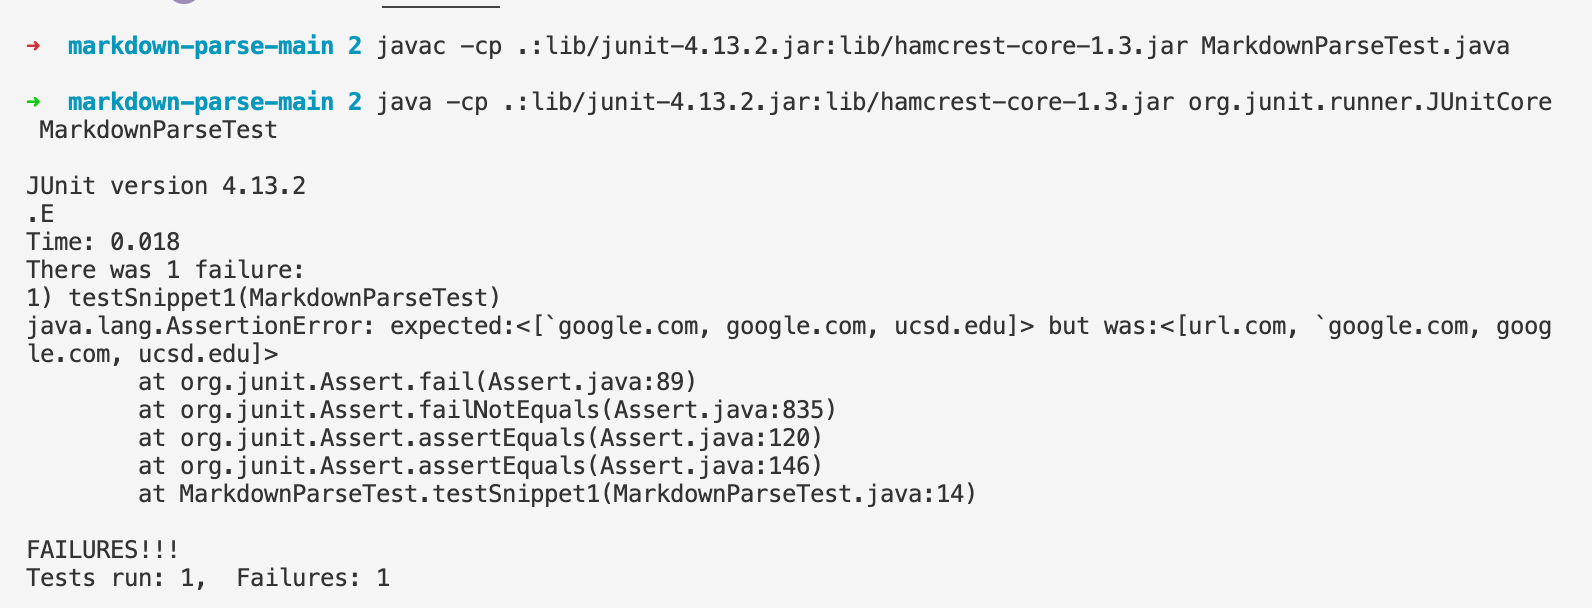 ➜  markdown-parse-main 2 javac -cp .:lib/junit-4.13.2.jar:lib/hamcrest-core-1.3.jar MarkdownParseTest.java
➜  markdown-parse-main 2 java -cp .:lib/junit-4.13.2.jar:lib/hamcrest-core-1.3.jar org.junit.runner.JUnitCore
 MarkdownParseTest
JUnit version 4.13.2
.E
Time: 0.018
There was 1 failure:
1) testSnippet1(MarkdownParseTest)
java.lang.AssertionError: expected:<[`google.com, google.com, ucsd.edu]> but was:<[url.com, `google.com, goog
le.com, ucsd.edu]>
        at org.junit.Assert.fail(Assert.java:89)
        at org.junit.Assert.failNotEquals(Assert.java:835)
        at org.junit.Assert.assertEquals(Assert.java:120)
        at org.junit.Assert.assertEquals(Assert.java:146)
        at MarkdownParseTest.testSnippet1(MarkdownParseTest.java:14)
FAILURES!!!
Tests run: 1,  Failures: 1